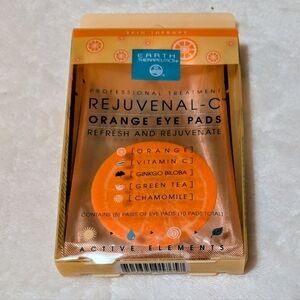 SKIN THERAPY
EARTH
THERAPEUTICS
PROFESSIONAL TREATMENT
REJUVENAL-C
ORANGE EYE PADS
REFRESH AND REJUVENATE
[ORANGE]
[VITAMIN C]
[GINKGO BILOBA]
[GREEN TEA]
[CHAMOMILE]
CONTAINS (5) PAIRS OF EYE PADS (10 PADS TOTAL)
ACTIVE ELEMENTS